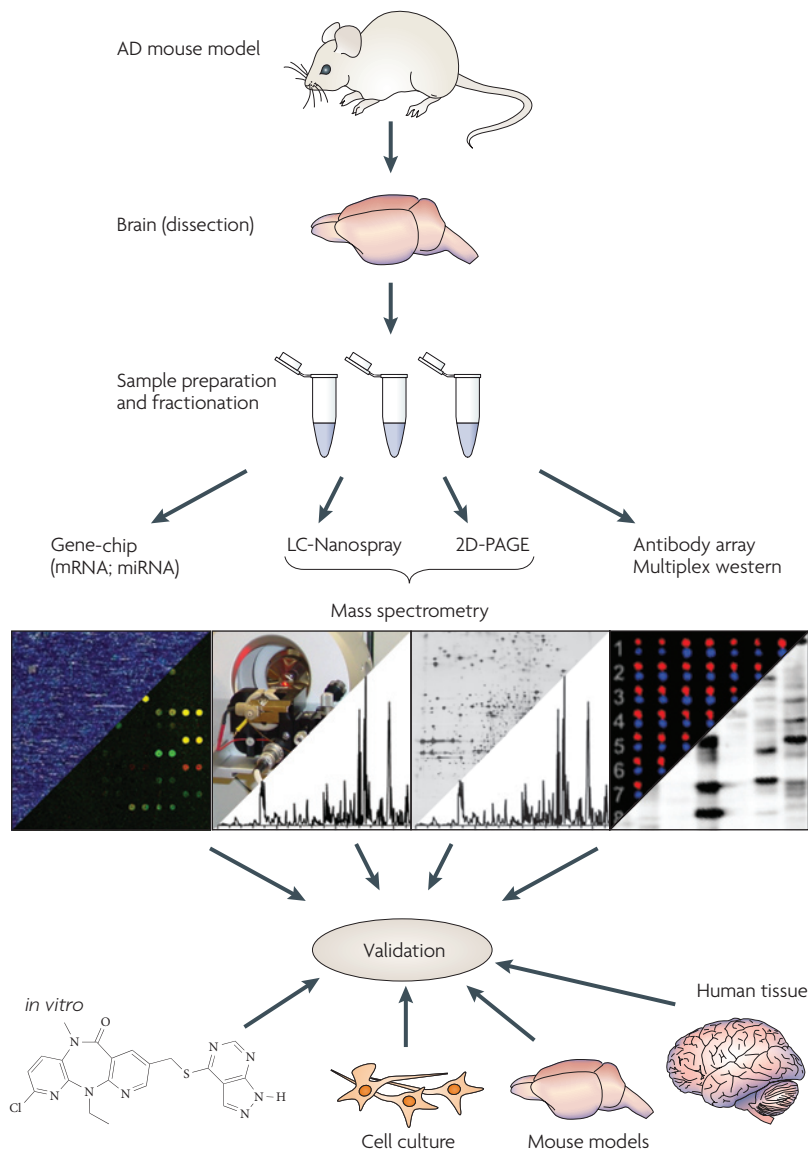 AD mouse model
Brain (dissection)
Sample preparation
and fractionation
Gene-chip
(mRNA; miRNA)
LC-Nanospray
2D-PAGE
Antibody array
Multiplex western
Mass spectrometry
1
2
3
4
5
6
7
8
Validation
in vitro
Human tissue
N
O
N
N
S
N
N
N
N
N
H
Cl
Cell culture
Mouse models